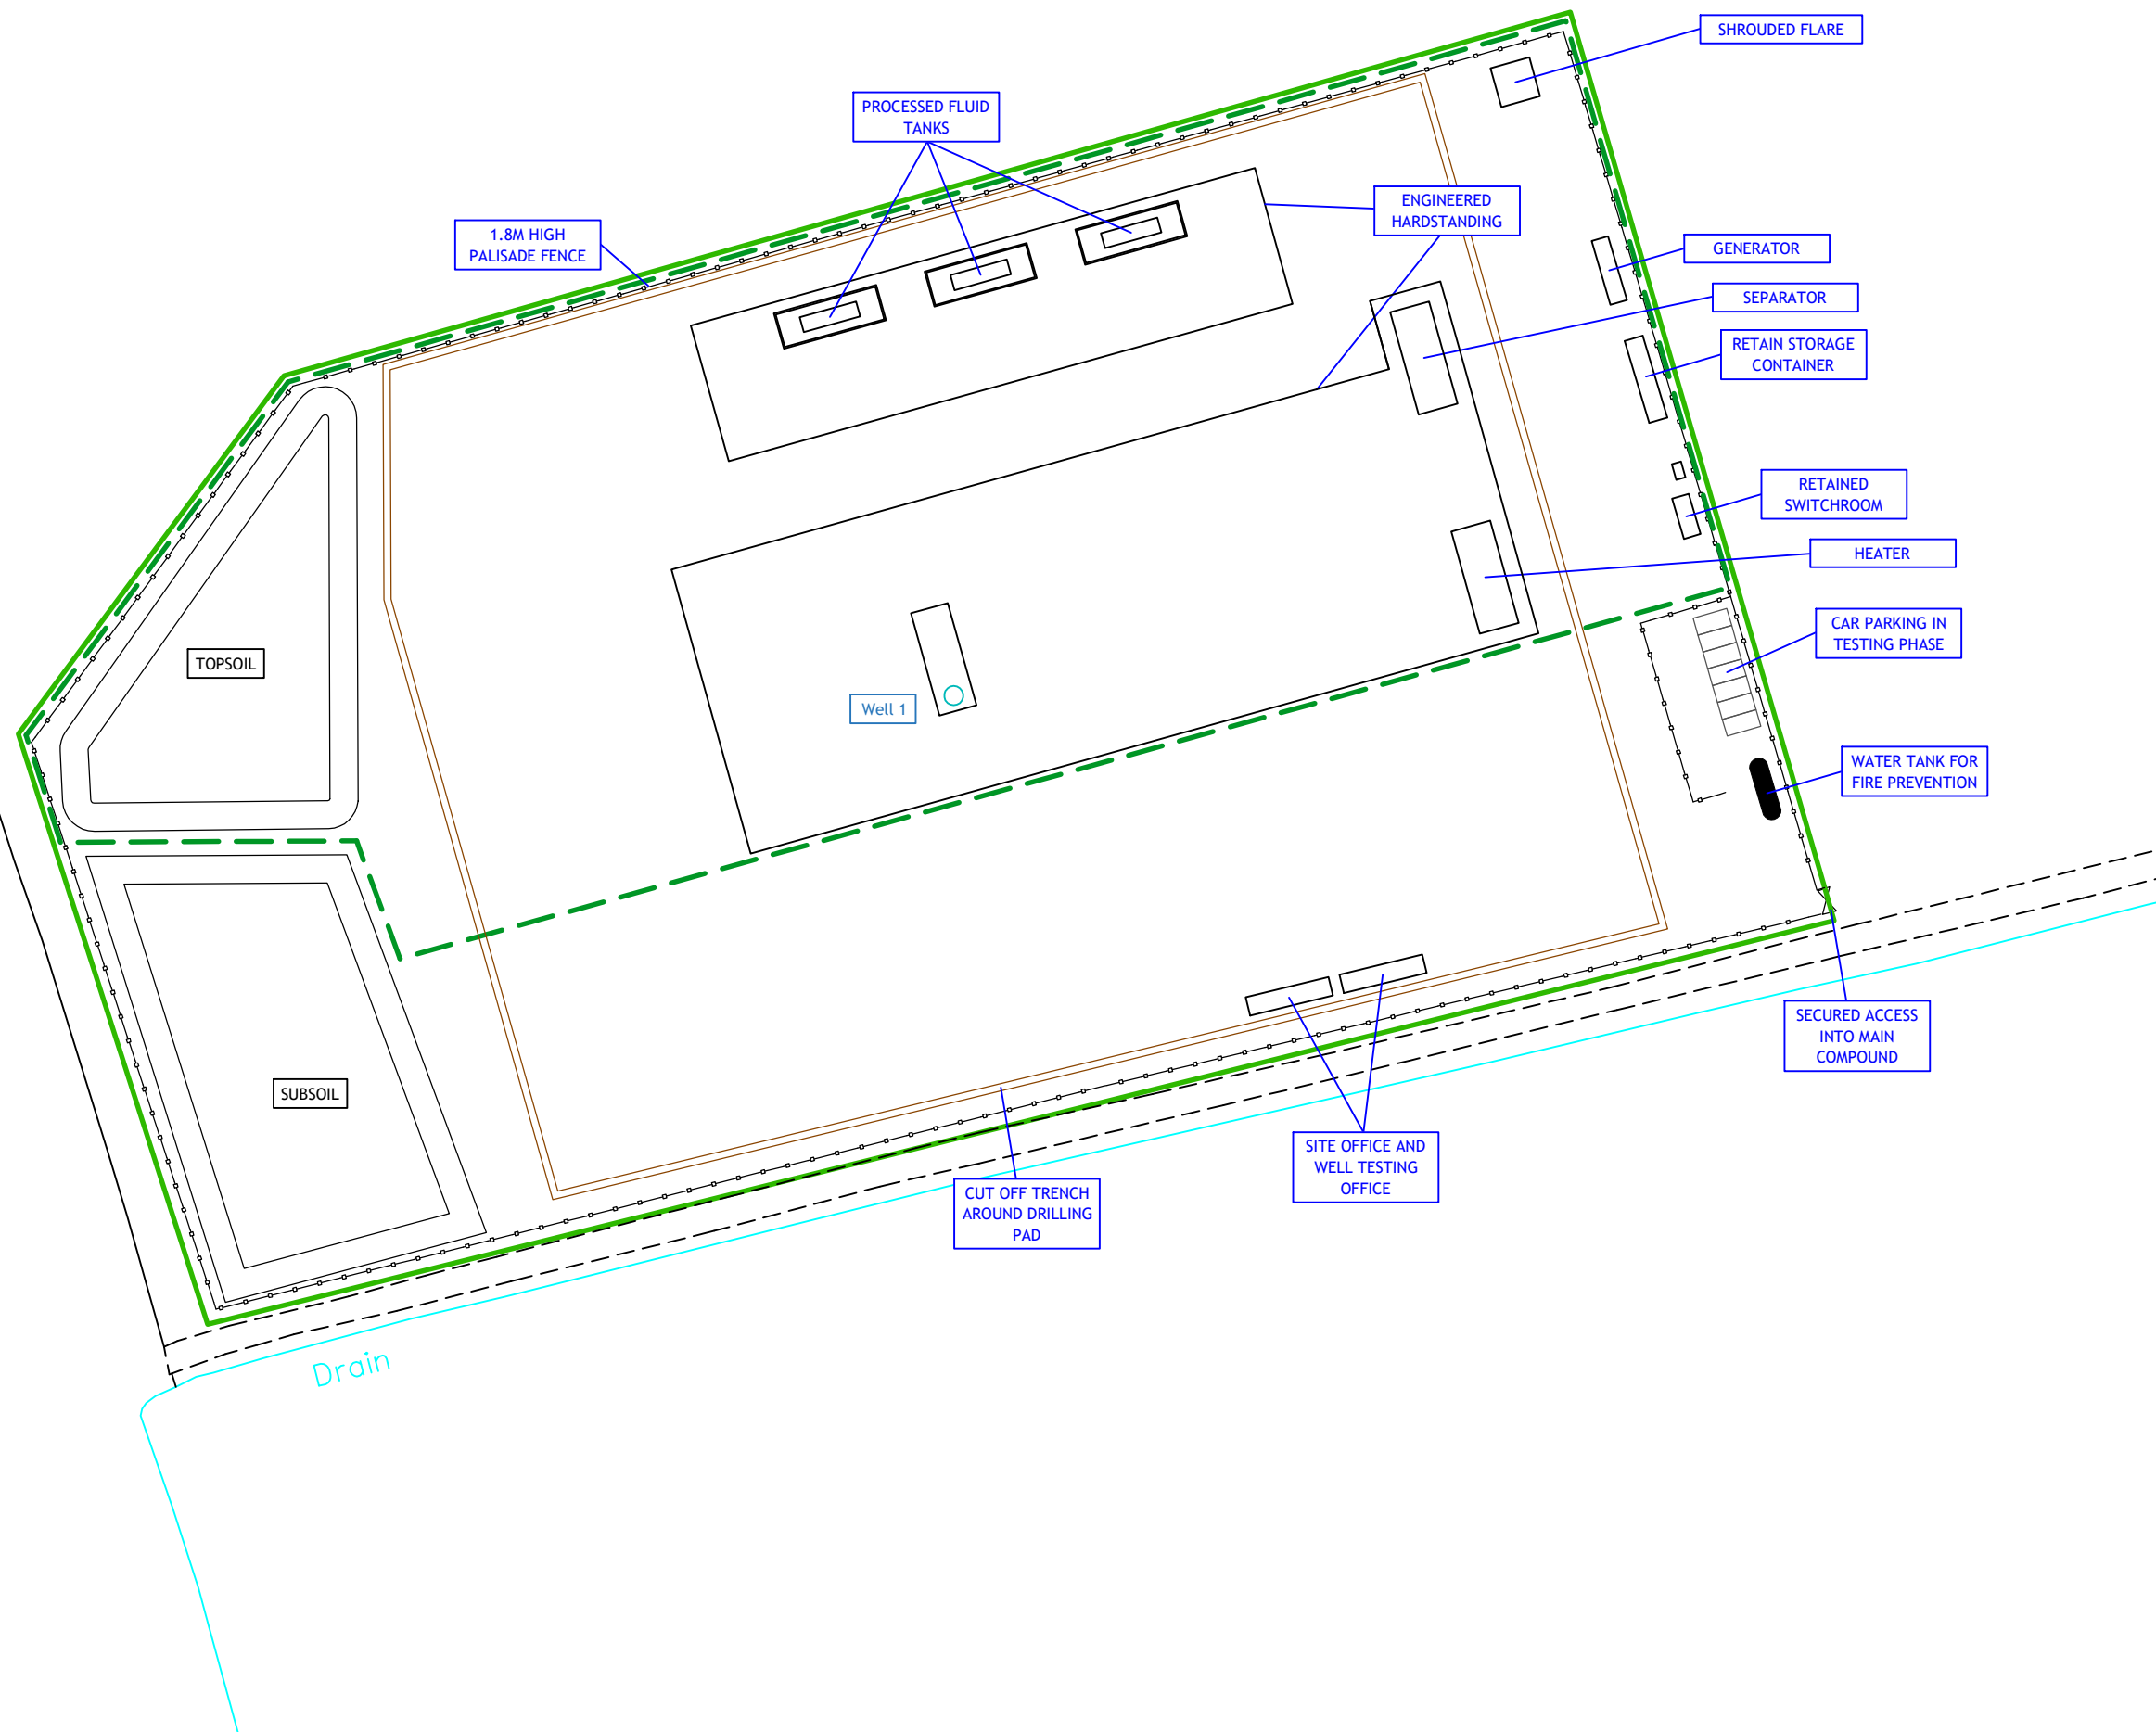 SHROUDED FLARE
PROCESSED FLUID
TANKS
ENGINEERED
HARDSTANDING
1.8M HIGH
PALISADE FENCE
GENERATOR
SEPARATOR
RETAIN STORAGE
CONTAINER
RETAINED
SWITCHROOM
HEATER
CAR PARKING IN
TESTING PHASE
TOPSOIL
Well 1
WATER TANK FOR
FIRE PREVENTION
SECURED ACCESS
INTO MAIN
COMPOUND
SUBSOIL
SITE OFFICE AND
WELL TESTING
OFFICE
CUT OFF TRENCH
AROUND DRILLING
PAD
Drain